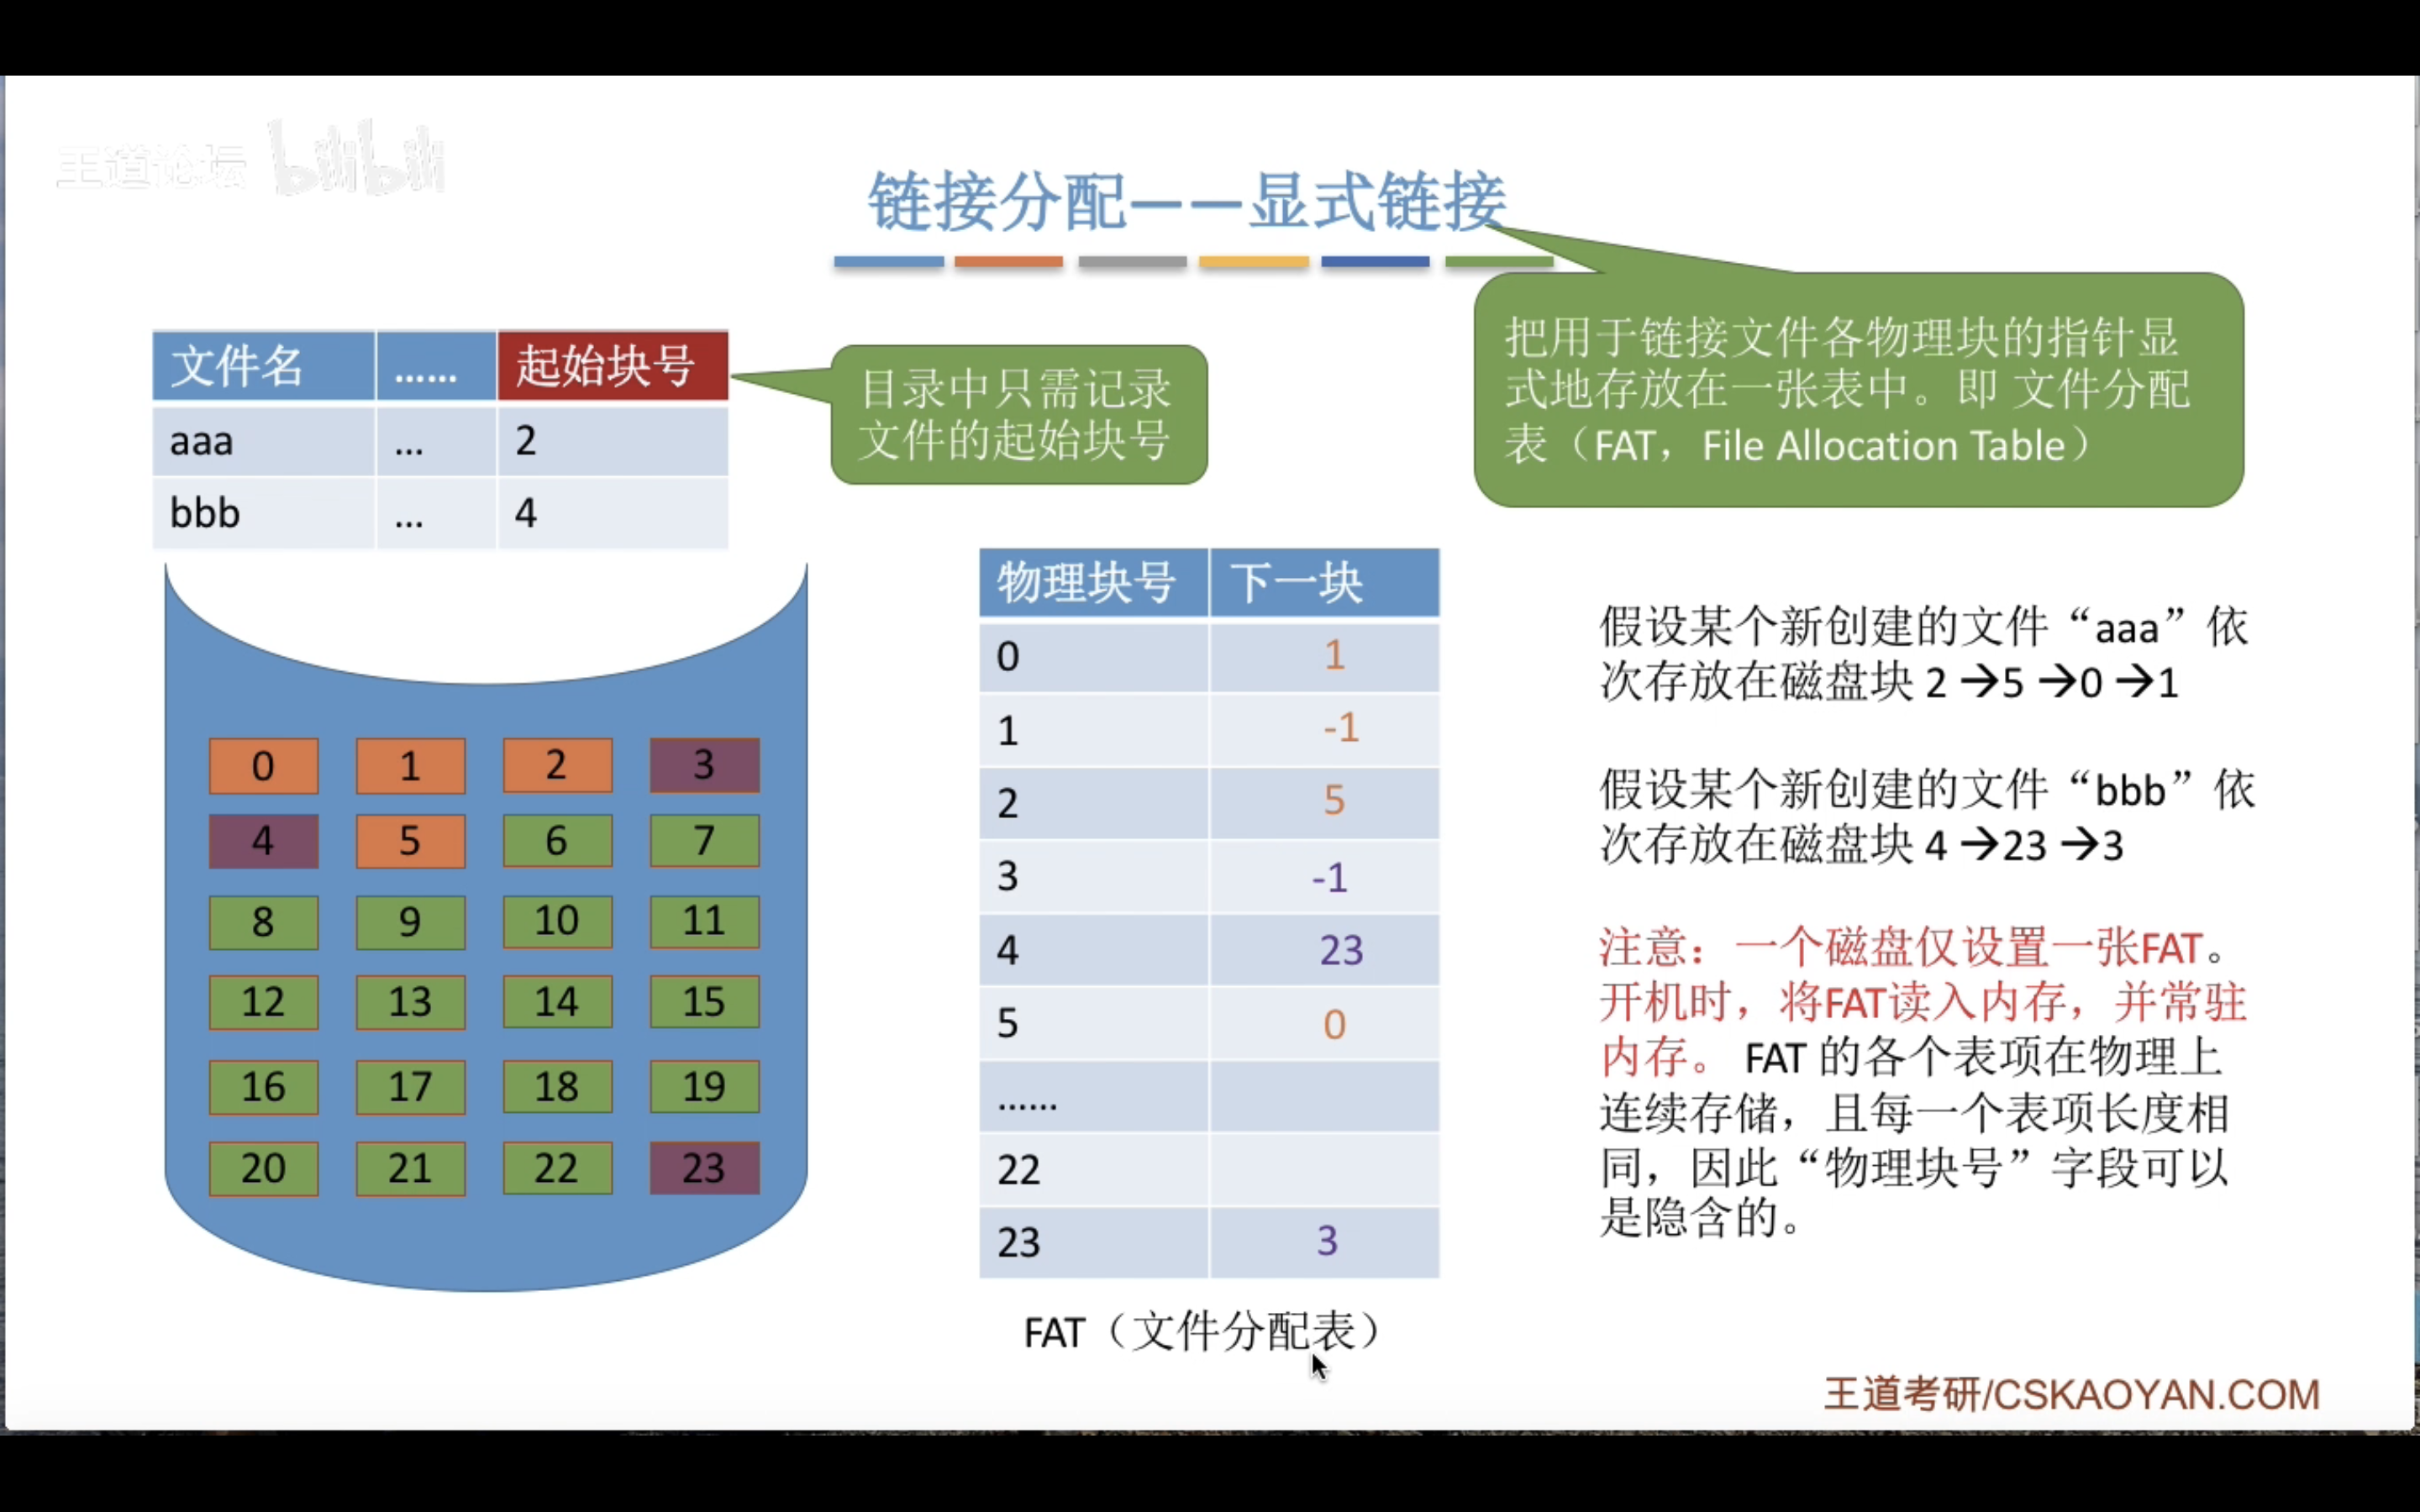 王道论坛 bilibili
链接分配——显式链接
把用于链接文件各物理块的指针显
式地存放在一张表中。即 文件分配
表（FAT，File Allocation Table）
文件名 …… 起始块号
aaa ... 2
bbb ... 4
目录中只需记录
文件的起始块号
0 1 2 3
4 5 6 7
8 9 10 11
12 13 14 15
16 17 18 19
20 21 22 23
物理块号 下一块
0 1
1 -1
2 5
3 -1
4 23
5 0
……
22
23 3
FAT（文件分配表）
假设某个新创建的文件“aaa”依
次存放在磁盘块 2 →5 →0 →1
假设某个新创建的文件“bbb”依
次存放在磁盘块 4 →23 →3
注意：一个磁盘仅设置一张FAT。
开机时，将FAT读入内存，并常驻
内存。 FAT 的各个表项在物理上
连续存储，且每一个表项长度相
同，因此“物理块号”字段可以
是隐含的。
王道考研/CSKAOYAN.COM